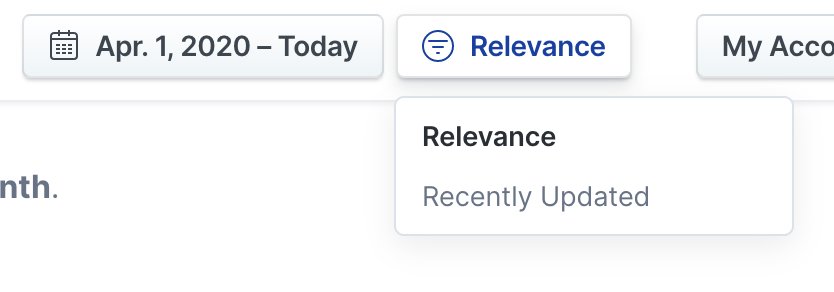 Apr. 1, 2020 – Today
Relevance
My Acco
Relevance
nth.
Recently Updated